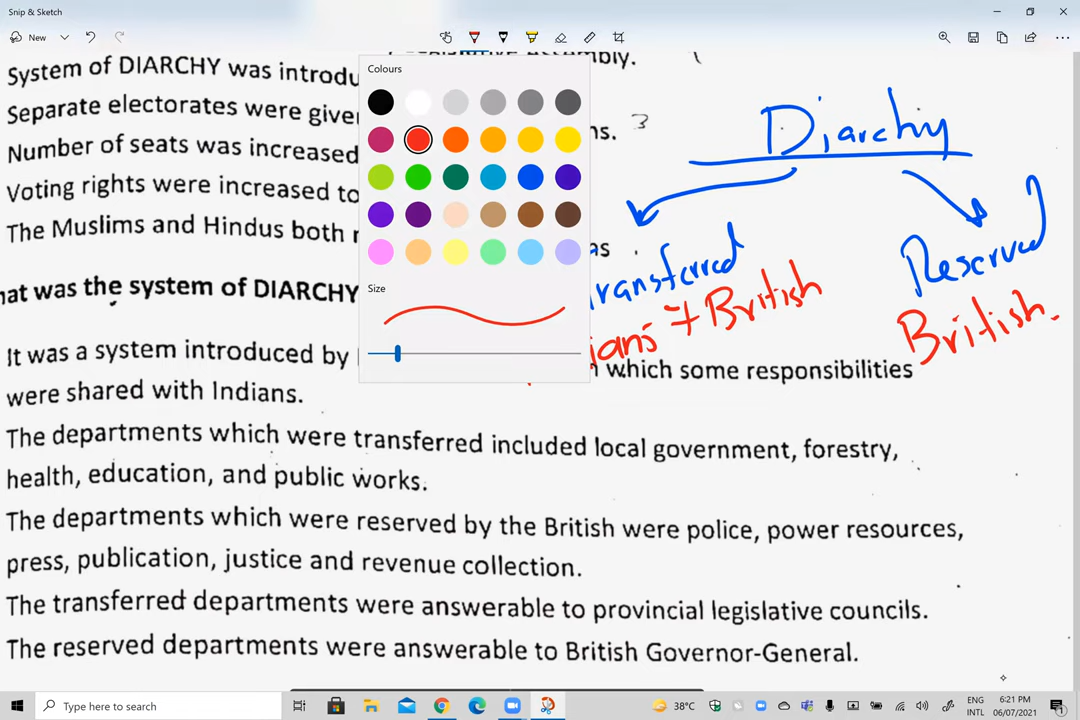 Snip & Sketch
New
System of DIARCHY was introdu
Colours
Separate electorates were give
ns. 3
Diarchy
Number of seats was increased
Voting rights were increased to
The Muslims and Hindus both
Reserved
ransferred
Size
hat was the system of DIARCHY
ians + British
British.
It was a system introduced by
which some responsibilities
were shared with Indians.
The departments which were transferred included local government, forestry,
health, education, and public works.
The departments which were reserved by the British were police, power resources,
press, publication, justice and revenue collection.
The transferred departments were answerable to provincial legislative councils.
The reserved departments were answerable to British Governor-General.
Type here to search
38°C
ENG
INTL
6:21 PM
06/07/2021